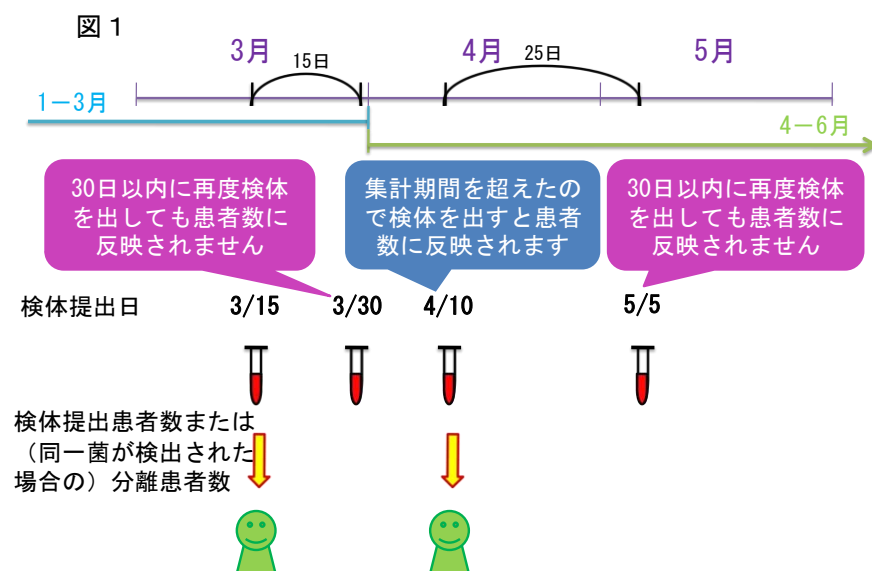 図１
3月
15日
4月
25日
5月
1－3月
4－6月
30日以内に再度検体
を出しても患者数に
反映されません
集計期間を超えたの
で検体を出すと患者
数に反映されます
30日以内に再度検体
を出しても患者数に
反映されません
検体提出日
3/15
3/30
4/10
5/5
検体提出患者数または
（同一菌が検出された
場合の）分離患者数